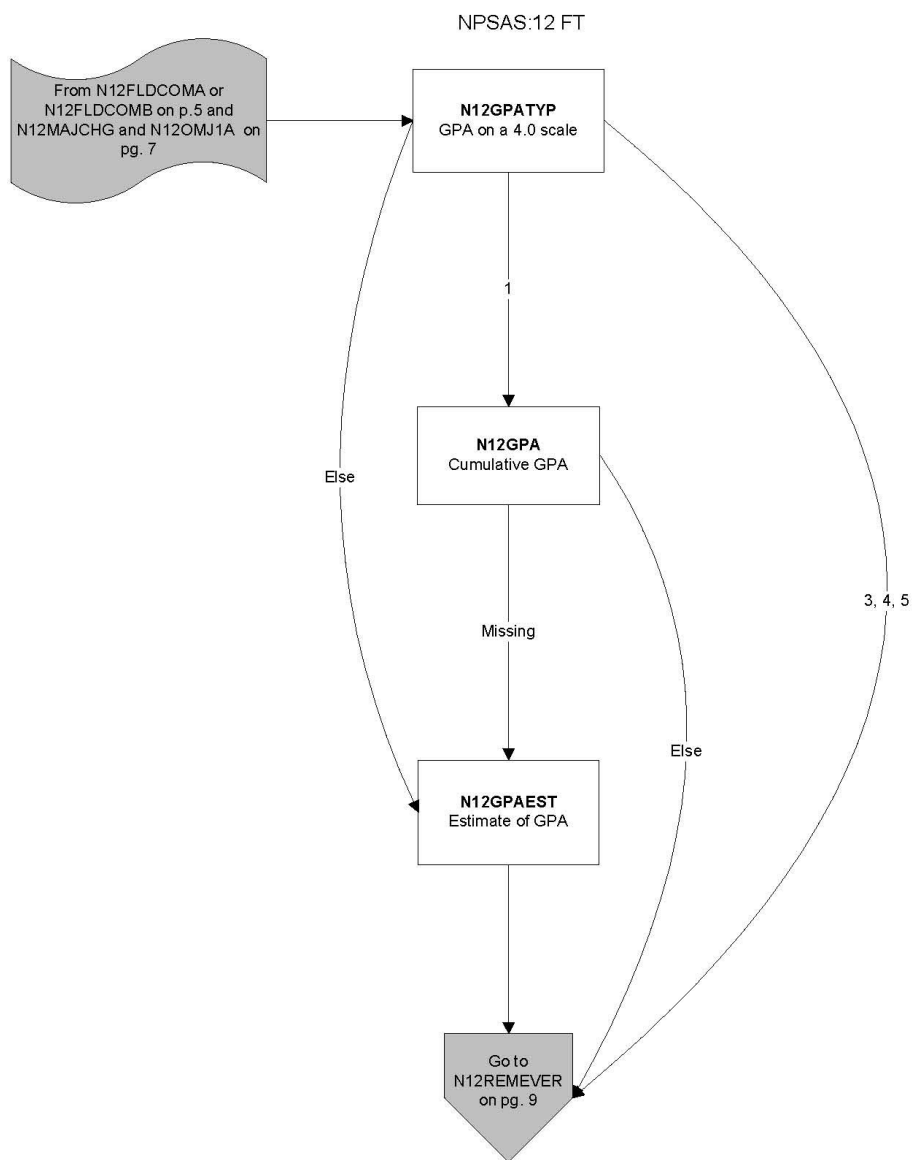 NPSAS:12 FT
From N12FLDCOMA or
N12FLDCOMB on p.5 and
N12MAJCHG and N12OMJ1A on
pg. 7
N12GPATYP
GPA on a 4.0 scale
1
N12GPA
Cumulative GPA
Else
3, 4, 5
Missing
Else
N12GPAEST
Estimate of GPA
Go to
N12REMEVER
on pg. 9